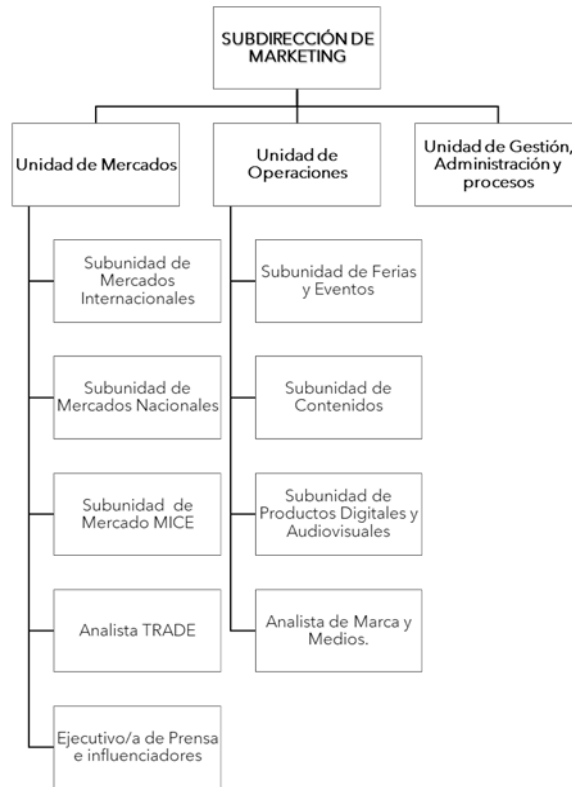 SUBDIRECCIÓN DE
MARKETING
Unidad de Mercados
Unidad de
Operaciones
Unidad de Gestión,
Administración y
procesos
Subunidad de
Mercados
Internacionales
Subunidad de Ferias
y Eventos
Subunidad de
Mercados Nacionales
Subunidad de
Contenidos
Subunidad de
Mercado MICE
Subunidad de
Productos Digitales y
Audiovisuales
Analista TRADE
Analista de Marca y
Medios.
Ejecutivo/a de Prensa
e influenciadores